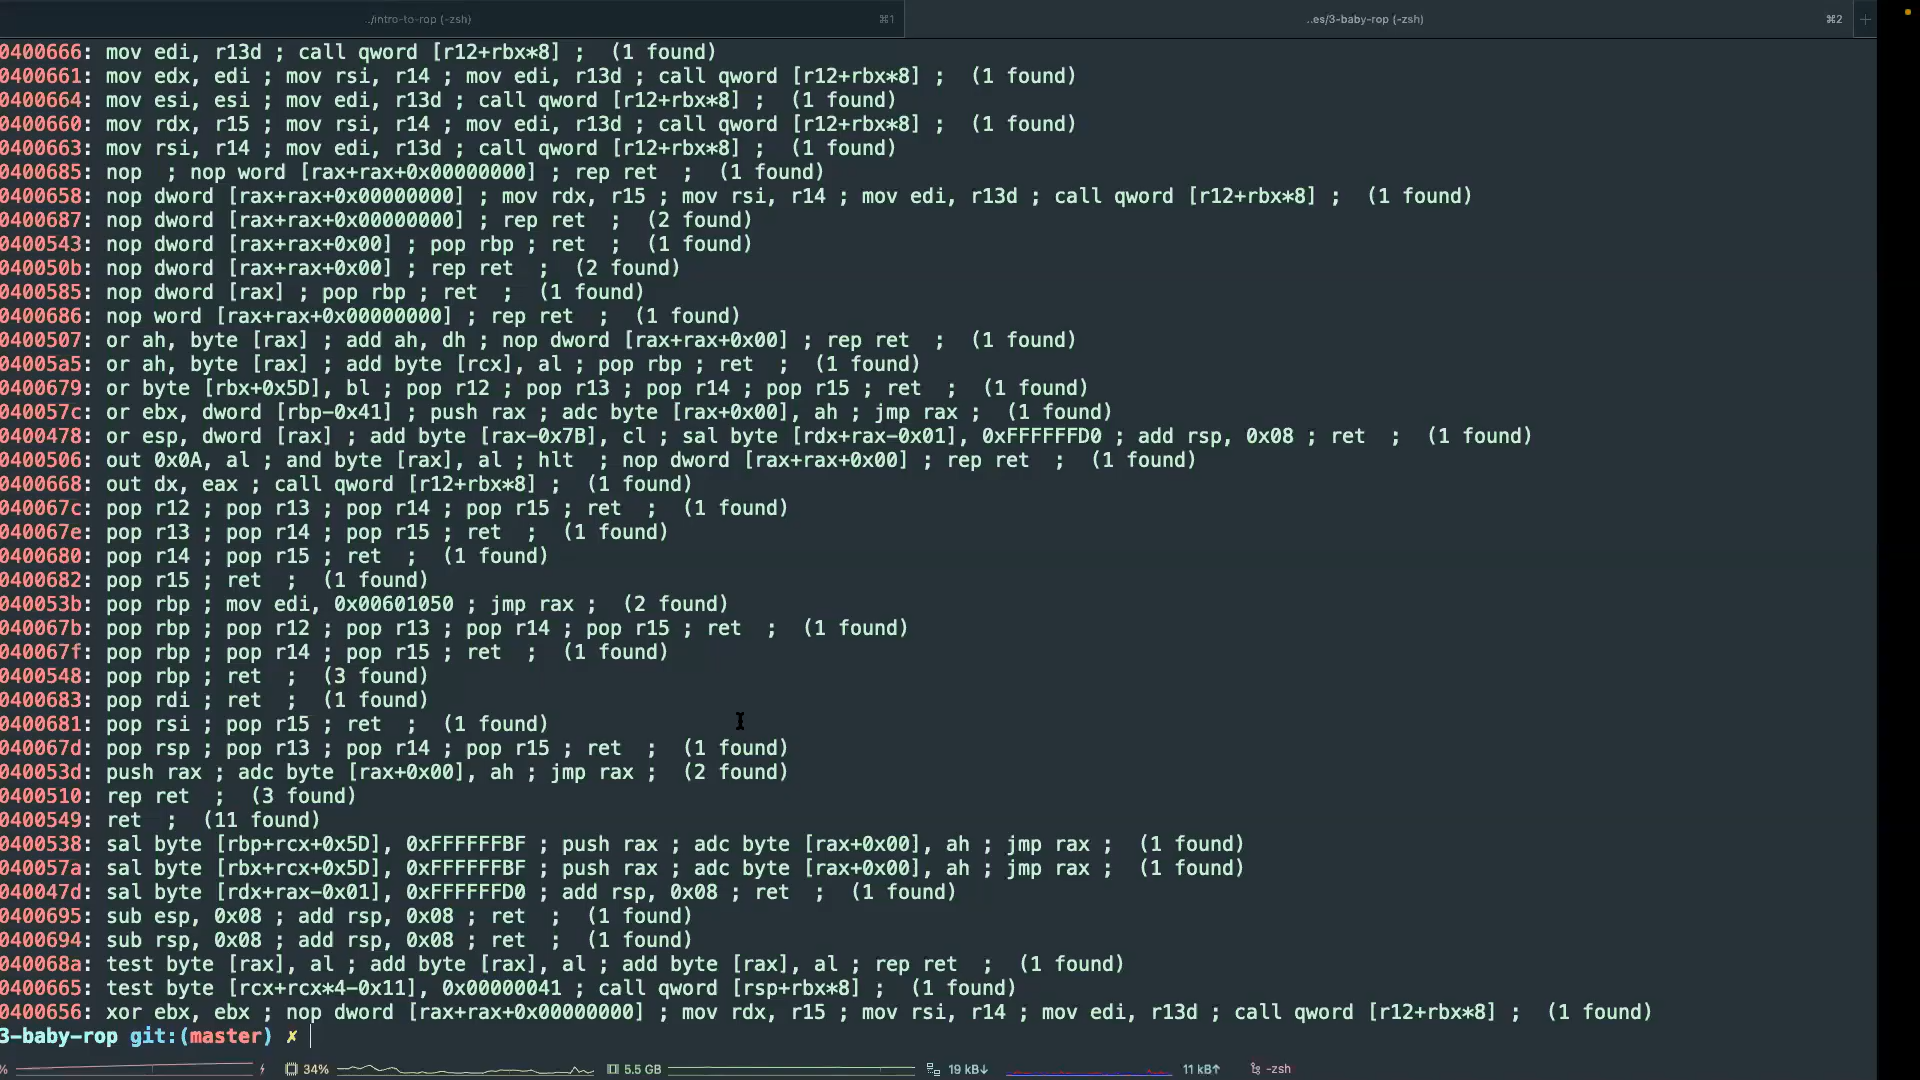 ../intro-to-rop (-zsh) ⌘1 ..es/3-baby-rop (-zsh) ⌘2 +
0400666: mov edi, r13d ; call qword [r12+rbx*8] ;  (1 found)
0400661: mov edx, edi ; mov rsi, r14 ; mov edi, r13d ; call qword [r12+rbx*8] ;  (1 found)
0400664: mov esi, esi ; mov edi, r13d ; call qword [r12+rbx*8] ;  (1 found)
0400660: mov rdx, r15 ; mov rsi, r14 ; mov edi, r13d ; call qword [r12+rbx*8] ;  (1 found)
0400663: mov rsi, r14 ; mov edi, r13d ; call qword [r12+rbx*8] ;  (1 found)
0400685: nop  ; nop word [rax+rax+0x00000000] ; rep ret  ;  (1 found)
0400658: nop dword [rax+rax+0x00000000] ; mov rdx, r15 ; mov rsi, r14 ; mov edi, r13d ; call qword [r12+rbx*8] ;  (1 found)
0400687: nop dword [rax+rax+0x00000000] ; rep ret  ;  (2 found)
0400543: nop dword [rax+rax+0x00] ; pop rbp ; ret  ;  (1 found)
040050b: nop dword [rax+rax+0x00] ; rep ret  ;  (2 found)
0400585: nop dword [rax] ; pop rbp ; ret  ;  (1 found)
0400686: nop word [rax+rax+0x00000000] ; rep ret  ;  (1 found)
0400507: or ah, byte [rax] ; add ah, dh ; nop dword [rax+rax+0x00] ; rep ret  ;  (1 found)
04005a5: or ah, byte [rax] ; add byte [rcx], al ; pop rbp ; ret  ;  (1 found)
0400679: or byte [rbx+0x5D], bl ; pop r12 ; pop r13 ; pop r14 ; pop r15 ; ret  ;  (1 found)
040057c: or ebx, dword [rbp-0x41] ; push rax ; adc byte [rax+0x00], ah ; jmp rax ;  (1 found)
0400478: or esp, dword [rax] ; add byte [rax-0x7B], cl ; sal byte [rdx+rax-0x01], 0xFFFFFFD0 ; add rsp, 0x08 ; ret  ;  (1 found)
0400506: out 0x0A, al ; and byte [rax], al ; hlt  ; nop dword [rax+rax+0x00] ; rep ret  ;  (1 found)
0400668: out dx, eax ; call qword [r12+rbx*8] ;  (1 found)
040067c: pop r12 ; pop r13 ; pop r14 ; pop r15 ; ret  ;  (1 found)
040067e: pop r13 ; pop r14 ; pop r15 ; ret  ;  (1 found)
0400680: pop r14 ; pop r15 ; ret  ;  (1 found)
0400682: pop r15 ; ret  ;  (1 found)
040053b: pop rbp ; mov edi, 0x00601050 ; jmp rax ;  (2 found)
040067b: pop rbp ; pop r12 ; pop r13 ; pop r14 ; pop r15 ; ret  ;  (1 found)
040067f: pop rbp ; pop r14 ; pop r15 ; ret  ;  (1 found)
0400548: pop rbp ; ret  ;  (3 found)
0400683: pop rdi ; ret  ;  (1 found)
0400681: pop rsi ; pop r15 ; ret  ;  (1 found)
040067d: pop rsp ; pop r13 ; pop r14 ; pop r15 ; ret  ;  (1 found)
040053d: push rax ; adc byte [rax+0x00], ah ; jmp rax ;  (2 found)
0400510: rep ret  ;  (3 found)
0400549: ret  ;  (11 found)
0400538: sal byte [rbp+rcx+0x5D], 0xFFFFFFBF ; push rax ; adc byte [rax+0x00], ah ; jmp rax ;  (1 found)
040057a: sal byte [rbx+rcx+0x5D], 0xFFFFFFBF ; push rax ; adc byte [rax+0x00], ah ; jmp rax ;  (1 found)
040047d: sal byte [rdx+rax-0x01], 0xFFFFFFD0 ; add rsp, 0x08 ; ret  ;  (1 found)
0400695: sub esp, 0x08 ; add rsp, 0x08 ; ret  ;  (1 found)
0400694: sub rsp, 0x08 ; add rsp, 0x08 ; ret  ;  (1 found)
040068a: test byte [rax], al ; add byte [rax], al ; add byte [rax], al ; rep ret  ;  (1 found)
0400665: test byte [rcx+rcx*4-0x11], 0x00000041 ; call qword [rsp+rbx*8] ;  (1 found)
0400656: xor ebx, ebx ; nop dword [rax+rax+0x00000000] ; mov rdx, r15 ; mov rsi, r14 ; mov edi, r13d ; call qword [r12+rbx*8] ;  (1 found)
3-baby-rop git:(master) ✗
% 34% 5.5 GB 19 kB↓ 11 kB↑ -zsh